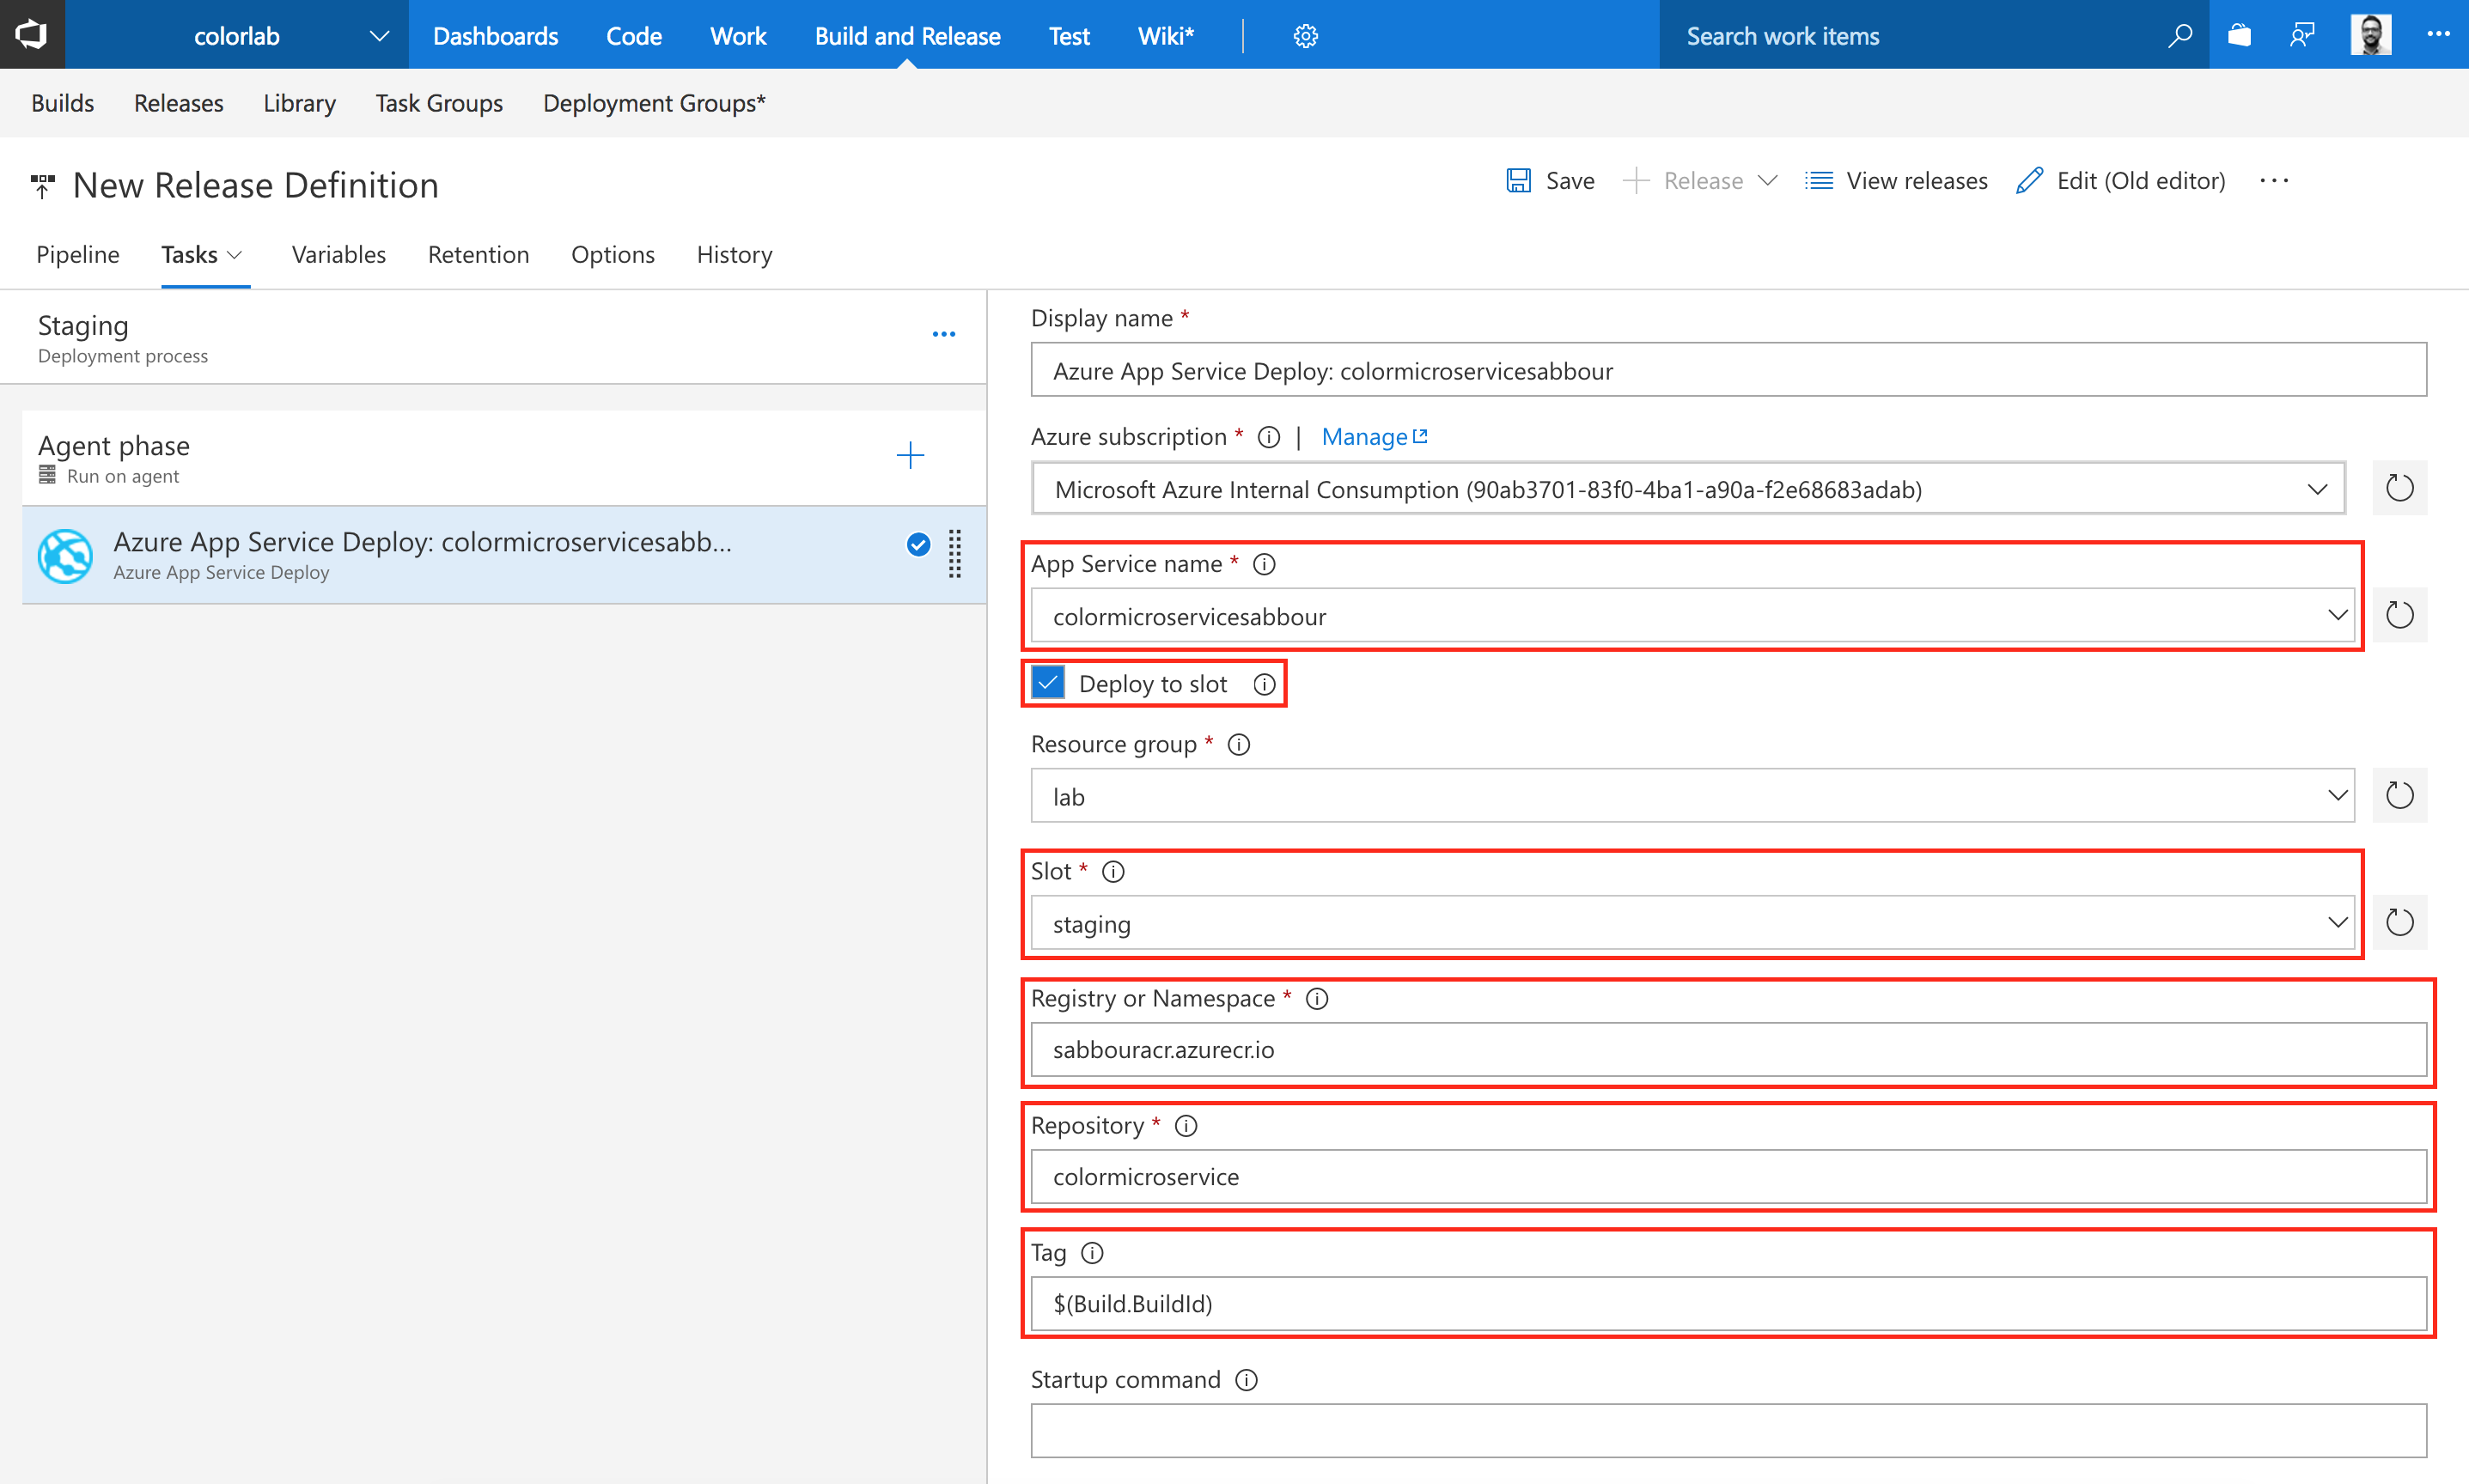 colorlab Dashboards Code Work Build and Release Test Wiki* Search work items
Builds Releases Library Task Groups Deployment Groups*
New Release Definition Save Release View releases Edit (Old editor)
Pipeline Tasks Variables Retention Options History
Staging
Deployment process
Agent phase
Run on agent
Azure App Service Deploy: colormicroservicesabb...
Azure App Service Deploy
Display name *
Azure App Service Deploy: colormicroservicesabbour
Azure subscription * | Manage
Microsoft Azure Internal Consumption (90ab3701-83f0-4ba1-a90a-f2e68683adab)
App Service name *
colormicroservicesabbour
Deploy to slot
Resource group *
lab
Slot *
staging
Registry or Namespace *
sabbouracr.azurecr.io
Repository *
colormicroservice
Tag
$(Build.BuildId)
Startup command